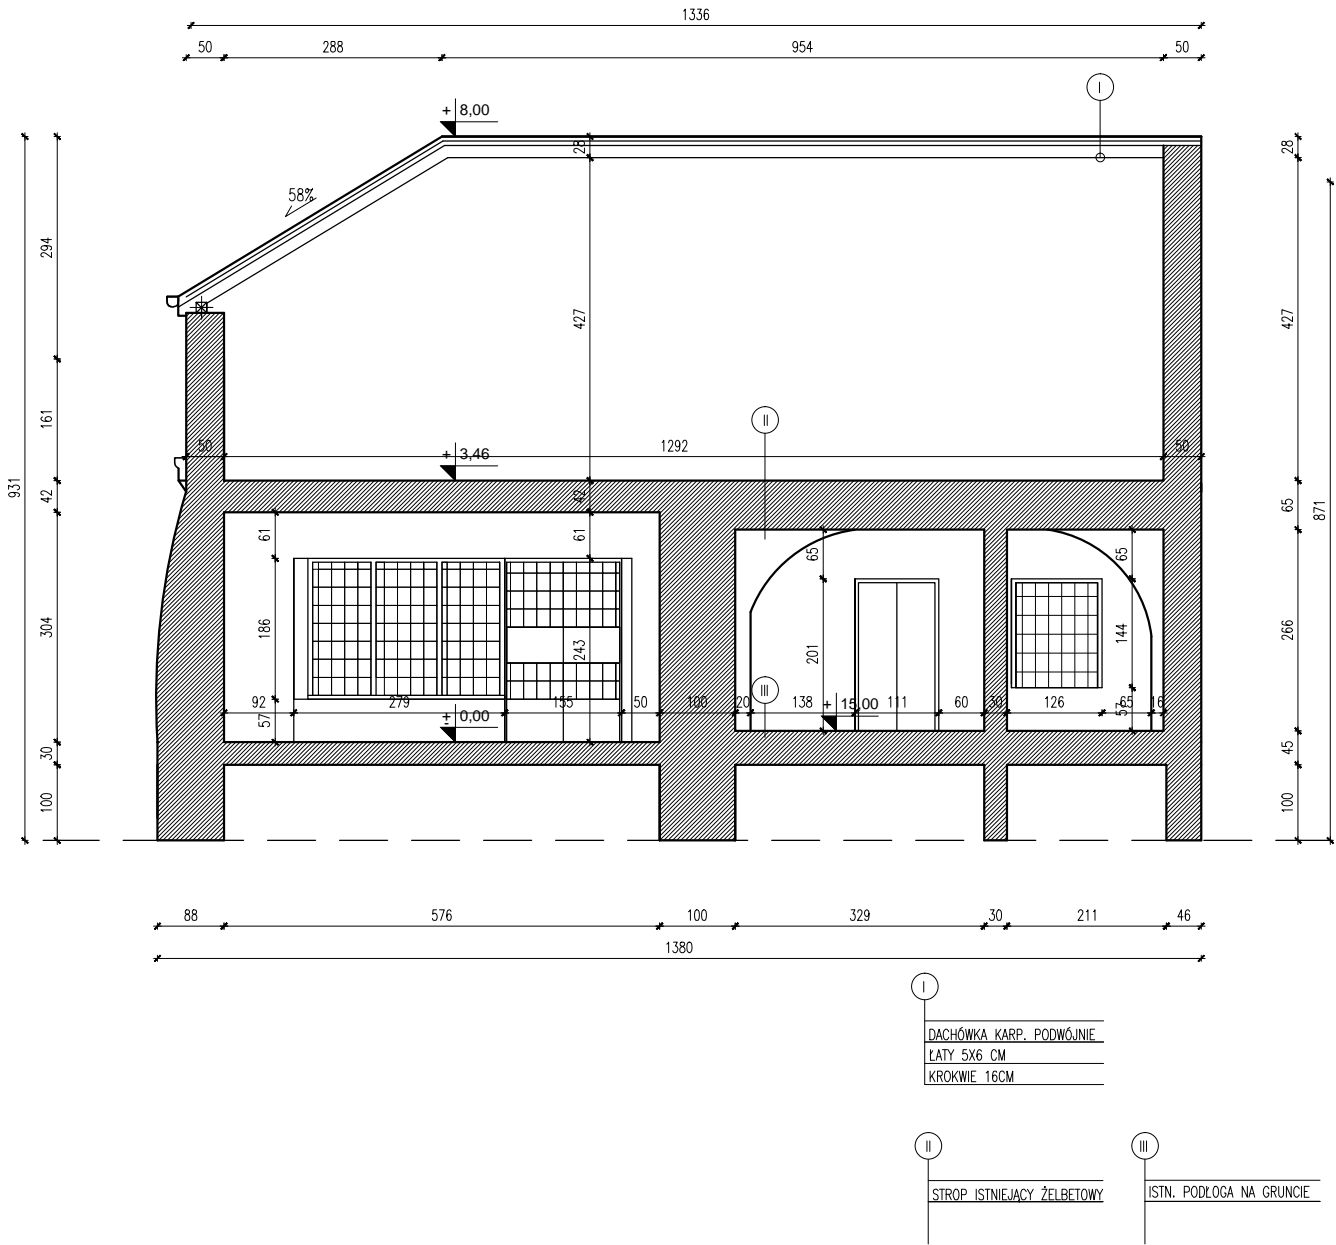 1336
50 288 954 50
I
+ 8,00
28
28
58%
294
427
427
161
II
50 1292 50
+ 3,46
931
871
42
42
65
61
61
65
65
304
186
243
201
144
266
III
92 279 155 50 100 20 138 111 60 30 126 65 16
+ 15,00
57
± 0,00
57
30
45
100
100
88 576 100 329 30 211 46
1380
I
DACHÓWKA KARP. PODWÓJNIE
ŁATY 5X6 CM
KROKWIE 16CM
II
STROP ISTNIEJĄCY ŻELBETOWY
III
ISTN. PODŁOGA NA GRUNCIE